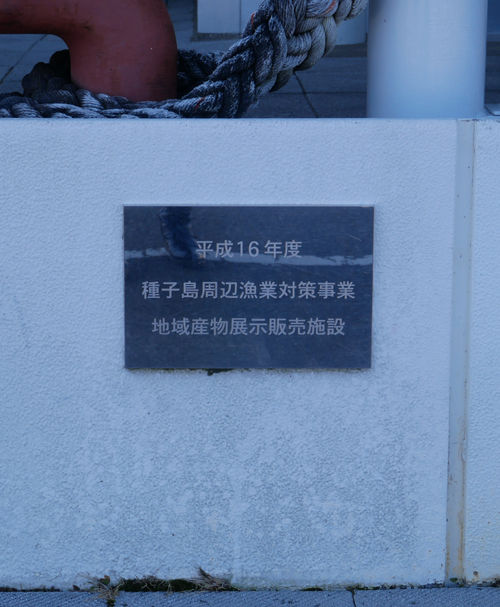 平成16年度
種子島周辺漁業対策事業
地域産物展示販売施設